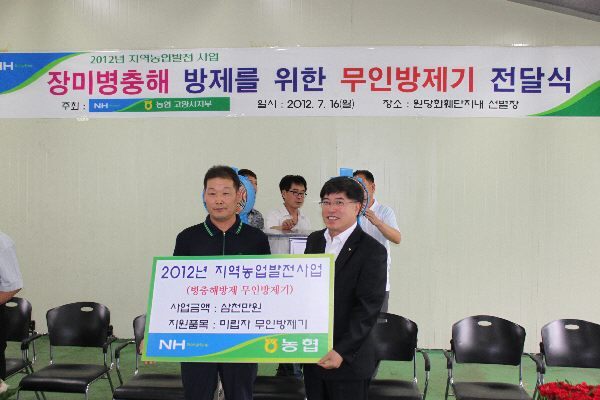 2012년 지역농업발전 사업
NH
장미병충해 방제를 위한 무인방제기 전달식
주최 : NH 농협 고양시지부 일시 : 2012. 7. 16(월) 장소 : 원당화훼단지내 선별장
2012년 지역농업발전사업
(병충해방제 무인방제기)
사업금액 : 삼천만원
지원품목 : 미립자 무인방제기
NH 농협